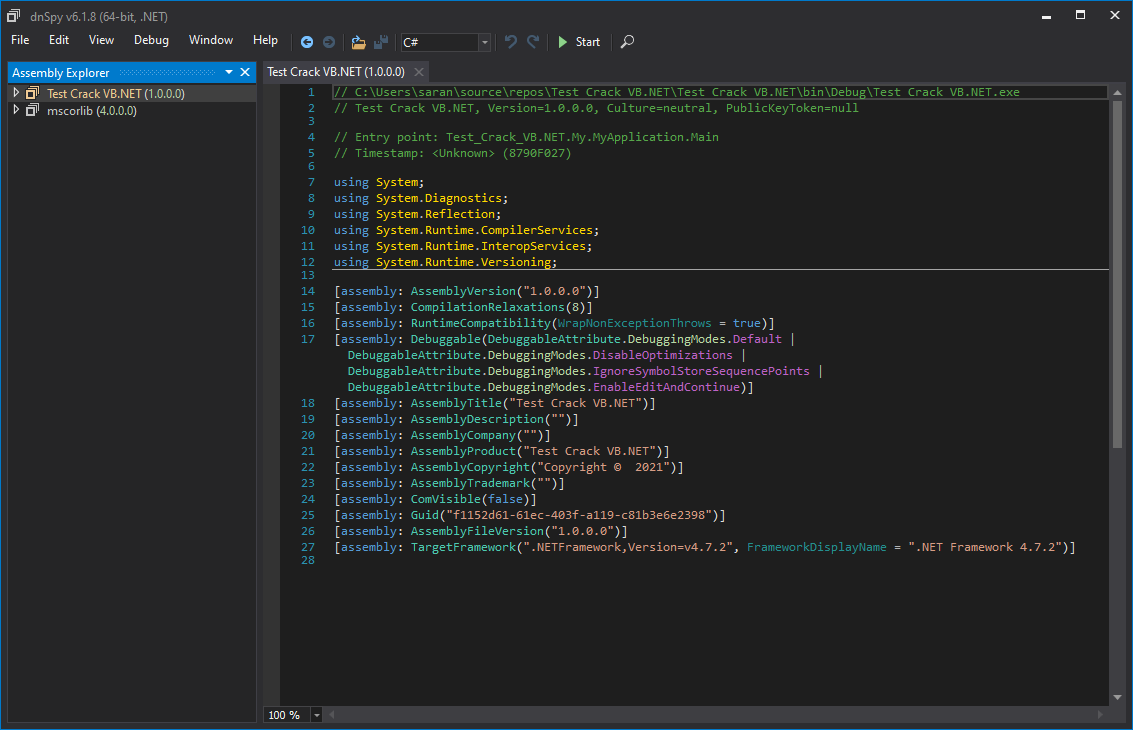 dnSpy v6.1.8 (64-bit, .NET)
File Edit View Debug Window Help C# Start
Assembly Explorer
Test Crack VB.NET (1.0.0.0)
mscorlib (4.0.0.0)
Test Crack VB.NET (1.0.0.0)
1 // C:\Users\saran\source\repos\Test Crack VB.NET\Test Crack VB.NET\bin\Debug\Test Crack VB.NET.exe
2 // Test Crack VB.NET, Version=1.0.0.0, Culture=neutral, PublicKeyToken=null
3
4 // Entry point: Test_Crack_VB.NET.My.MyApplication.Main
5 // Timestamp: <Unknown> (8790F027)
6
7 using System;
8 using System.Diagnostics;
9 using System.Reflection;
10 using System.Runtime.CompilerServices;
11 using System.Runtime.InteropServices;
12 using System.Runtime.Versioning;
13
14 [assembly: AssemblyVersion("1.0.0.0")]
15 [assembly: CompilationRelaxations(8)]
16 [assembly: RuntimeCompatibility(WrapNonExceptionThrows = true)]
17 [assembly: Debuggable(DebuggableAttribute.DebuggingModes.Default |
DebuggableAttribute.DebuggingModes.DisableOptimizations |
DebuggableAttribute.DebuggingModes.IgnoreSymbolStoreSequencePoints |
DebuggableAttribute.DebuggingModes.EnableEditAndContinue)]
18 [assembly: AssemblyTitle("Test Crack VB.NET")]
19 [assembly: AssemblyDescription("")]
20 [assembly: AssemblyCompany("")]
21 [assembly: AssemblyProduct("Test Crack VB.NET")]
22 [assembly: AssemblyCopyright("Copyright ©  2021")]
23 [assembly: AssemblyTrademark("")]
24 [assembly: ComVisible(false)]
25 [assembly: Guid("f1152d61-61ec-403f-a119-c81b3e6e2398")]
26 [assembly: AssemblyFileVersion("1.0.0.0")]
27 [assembly: TargetFramework(".NETFramework,Version=v4.7.2", FrameworkDisplayName = ".NET Framework 4.7.2")]
28
100 %